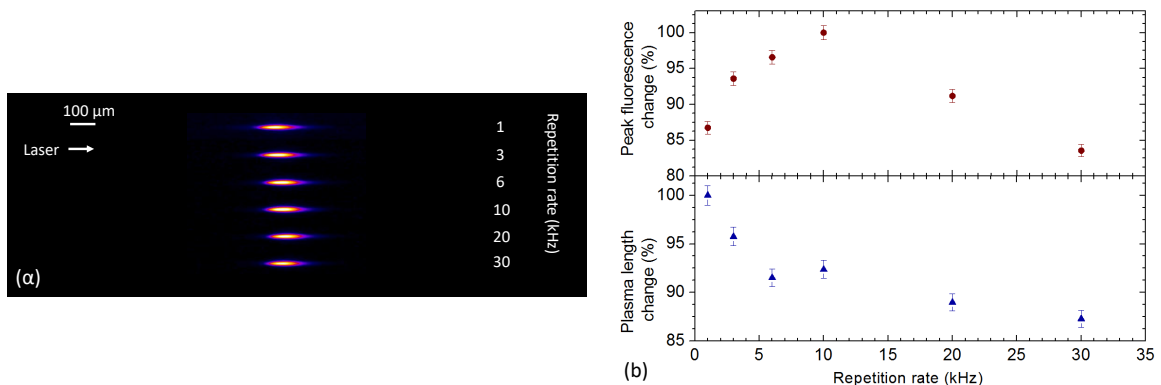 100 µm
Laser
1
3
6
10
20
30
Repetition rate (kHz)
(α)
Peak fluorescence
change (%)
100
95
90
85
80
Plasma length
change (%)
100
95
90
85
0 5 10 15 20 25 30 35
Repetition rate (kHz)
(b)